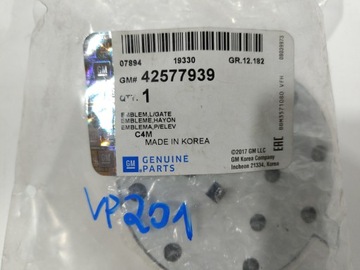 07894 19330 GR.12.182
GM# 42577939
QTY. 1
EMBLEM,L/GATE
EMBLEME,HAYON
EMBLEMA,P/ELEV
C4M
MADE IN KOREA
GM
GENUINE
PARTS
©2017 GM LLC
GM Korea Company
Incheon 21334, Korea
EAC
VP201